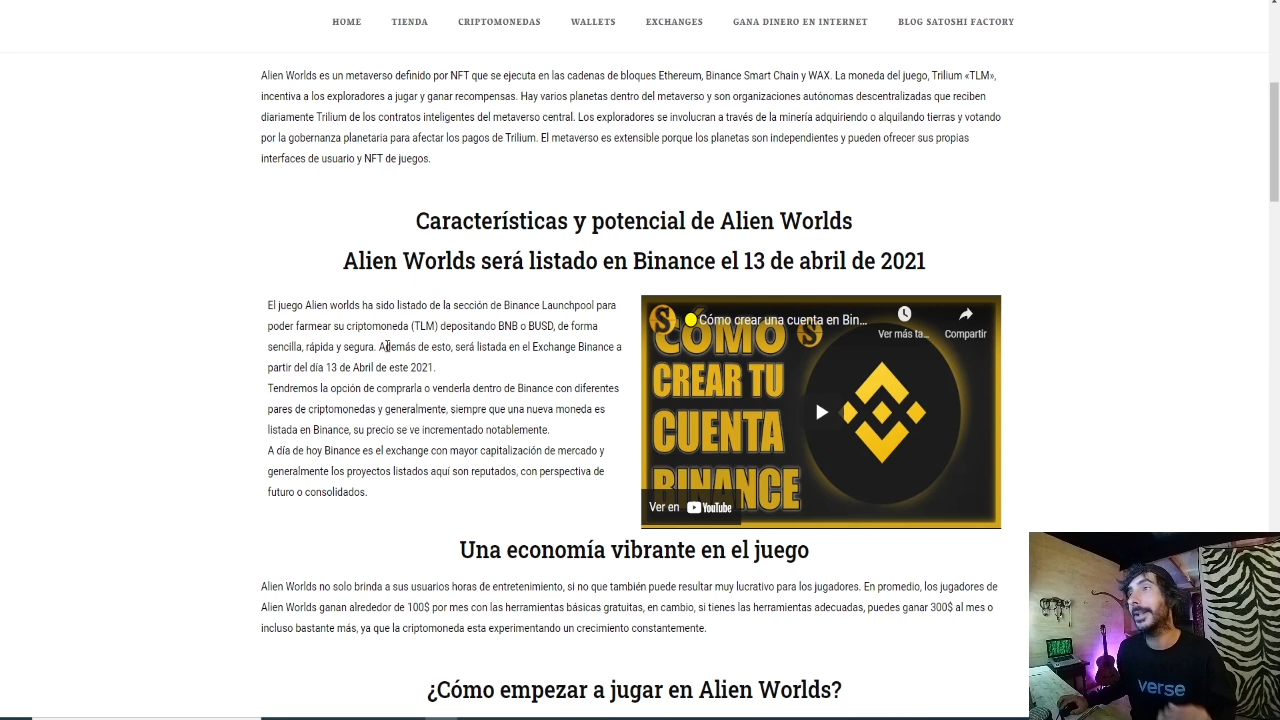 HOME TIENDA CRIPTOMONEDAS WALLETS EXCHANGES GANA DINERO EN INTERNET BLOG SATOSHI FACTORY
Alien Worlds es un metaverso definido por NFT que se ejecuta en las cadenas de bloques Ethereum, Binance Smart Chain y WAX. La moneda del juego, Trilium «TLM»,
incentiva a los exploradores a jugar y ganar recompensas. Hay varios planetas dentro del metaverso y son organizaciones autónomas descentralizadas que reciben
diariamente Trilium de los contratos inteligentes del metaverso central. Los exploradores se involucran a través de la minería adquiriendo o alquilando tierras y votando
por la gobernanza planetaria para afectar los pagos de Trilium. El metaverso es extensible porque los planetas son independientes y pueden ofrecer sus propias
interfaces de usuario y NFT de juegos.
Características y potencial de Alien Worlds
Alien Worlds será listado en Binance el 13 de abril de 2021
El juego Alien worlds ha sido listado de la sección de Binance Launchpool para
poder farmear su criptomoneda (TLM) depositando BNB o BUSD, de forma
sencilla, rápida y segura. Además de esto, será listada en el Exchange Binance a
partir del día 13 de Abril de este 2021.
Tendremos la opción de comprarla o venderla dentro de Binance con diferentes
pares de criptomonedas y generalmente, siempre que una nueva moneda es
listada en Binance, su precio se ve incrementado notablemente.
A día de hoy Binance es el exchange con mayor capitalización de mercado y
generalmente los proyectos listados aquí son reputados, con perspectiva de
futuro o consolidados.
Cómo crear una cuenta en Bin...
Ver más ta...
Compartir
CÓMO
CREAR TU
CUENTA
BINANCE
Ver en YouTube
Una economía vibrante en el juego
Alien Worlds no solo brinda a sus usuarios horas de entretenimiento, si no que también puede resultar muy lucrativo para los jugadores. En promedio, los jugadores de
Alien Worlds ganan alrededor de 100$ por mes con las herramientas básicas gratuitas, en cambio, si tienes las herramientas adecuadas, puedes ganar 300$ al mes o
incluso bastante más, ya que la criptomoneda esta experimentando un crecimiento constantemente.
¿Cómo empezar a jugar en Alien Worlds?
verse